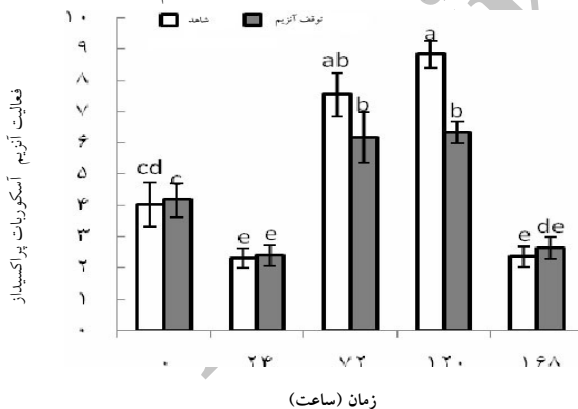 شاهد توقف آنزیم
فعالیت آنزیم آسکوربات پراکسیداز
۱۰
۹
۸
۷
۶
۵
۴
۳
۲
۱
۰
cd c
e e
ab b
a b
e de
۰ ۲۴ ۷۲ ۱۲۰ ۱۶۸
زمان (ساعت)